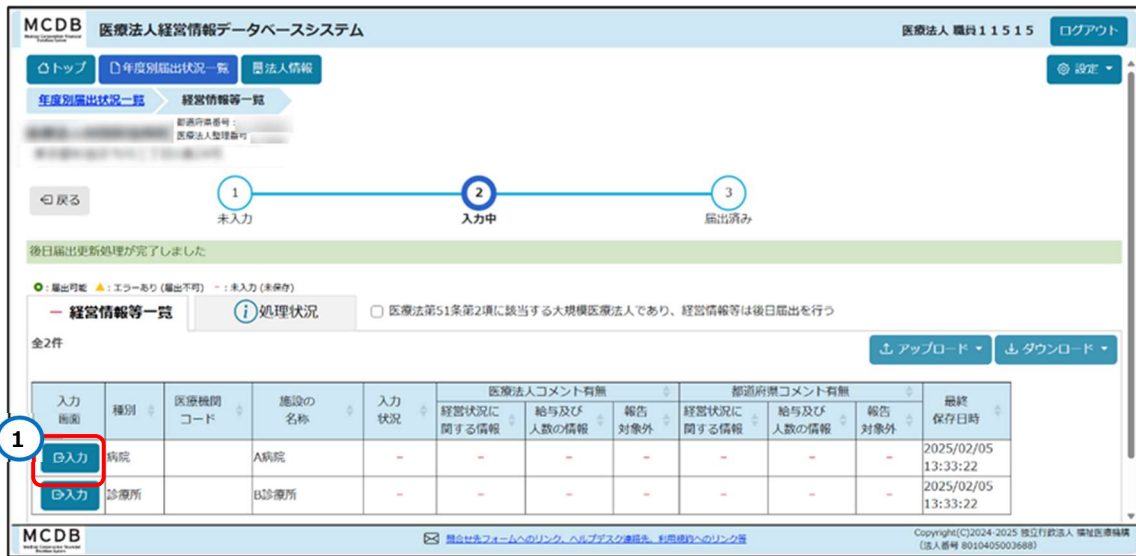 MCDB 医療法人経営情報データベースシステム 医療法人 職員11515 ログアウト
トップ 年度別届出状況一覧 法人情報 設定
年度別届出状況一覧 経営情報等一覧
都道府県番号:
医療法人整理番号
戻る
1 2 3
未入力 入力中 届出済み
後日届出更新処理が完了しました
:届出可能 :エラーあり(届出不可) -:未入力(未保存)
- 経営情報等一覧 i 処理状況 医療法第51条第2項に該当する大規模医療法人であり、経営情報等は後日届出を行う
全2件
アップロード ダウンロード
入力画面 種別 医療機関コード 施設の名称 入力状況 医療法人コメント有無 都道府県コメント有無 最終保存日時
経営状況に関する情報 給与及び人数の情報 報告対象外 経営状況に関する情報 給与及び人数の情報 報告対象外
1
入力 病院 A病院 - - - - - - - 2025/02/05 13:33:22
入力 診療所 B診療所 - - - - - - - 2025/02/05 13:33:22
MCDB 問合せ先フォームへのリンク、ヘルプデスク連絡先、利用規約へのリンク等 Copyright(C)2024-2025 独立行政法人 福祉医療機構
(法人番号 8010405003688)